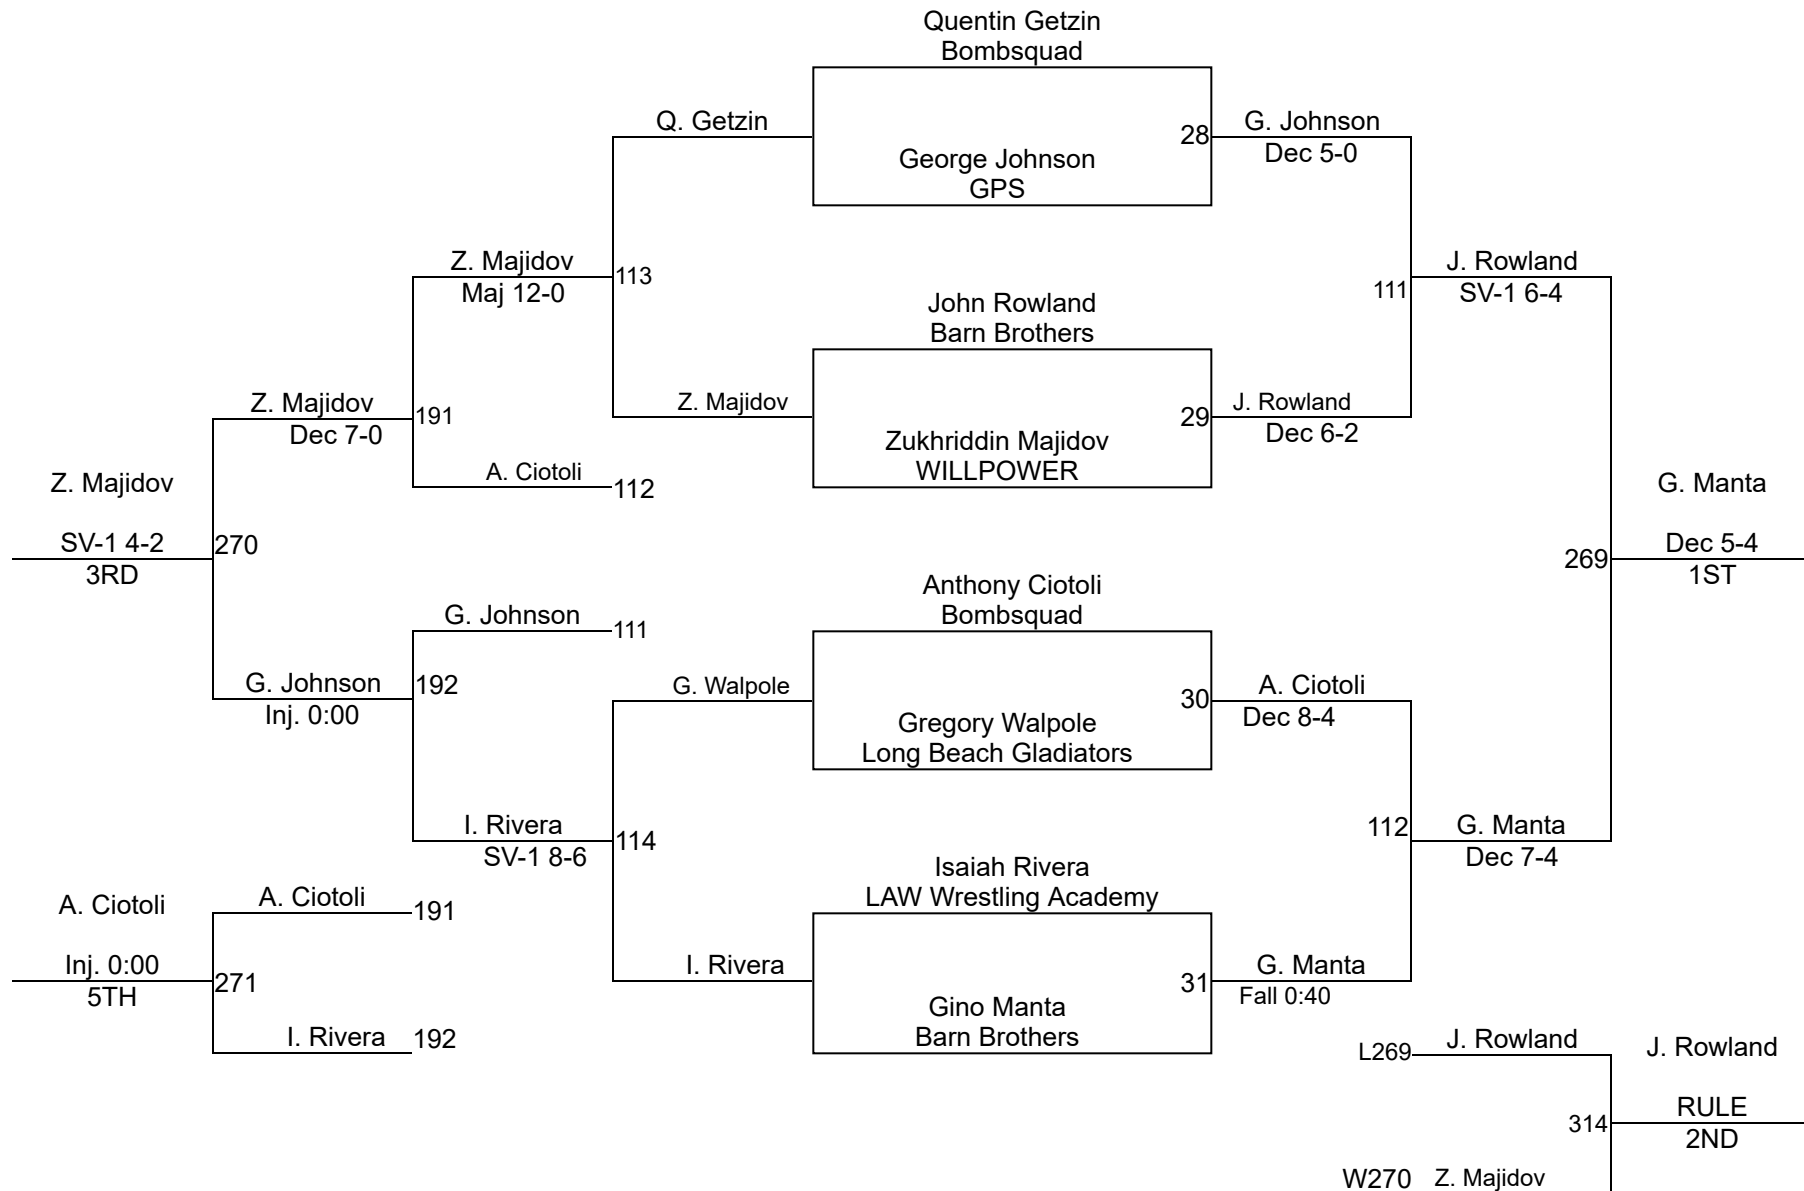 Quentin Getzin
Bombsquad
Q. Getzin
28
G. Johnson
Dec 5-0
George Johnson
GPS
Z. Majidov
Maj 12-0
113
J. Rowland
SV-1 6-4
111
John Rowland
Barn Brothers
Z. Majidov
Dec 7-0
191
Z. Majidov
29
J. Rowland
Dec 6-2
Zukhriddin Majidov
WILLPOWER
A. Ciotoli
112
Z. Majidov
SV-1 4-2
3RD
270
G. Manta
Dec 5-4
1ST
269
Anthony Ciotoli
Bombsquad
G. Johnson
111
G. Johnson
Inj. 0:00
192
G. Walpole
30
A. Ciotoli
Dec 8-4
Gregory Walpole
Long Beach Gladiators
I. Rivera
SV-1 8-6
114
112
G. Manta
Dec 7-4
Isaiah Rivera
LAW Wrestling Academy
A. Ciotoli
Inj. 0:00
5TH
A. Ciotoli
191
271
I. Rivera
192
I. Rivera
31
G. Manta
Fall 0:40
Gino Manta
Barn Brothers
L269
J. Rowland
J. Rowland
RULE
2ND
314
W270
Z. Majidov